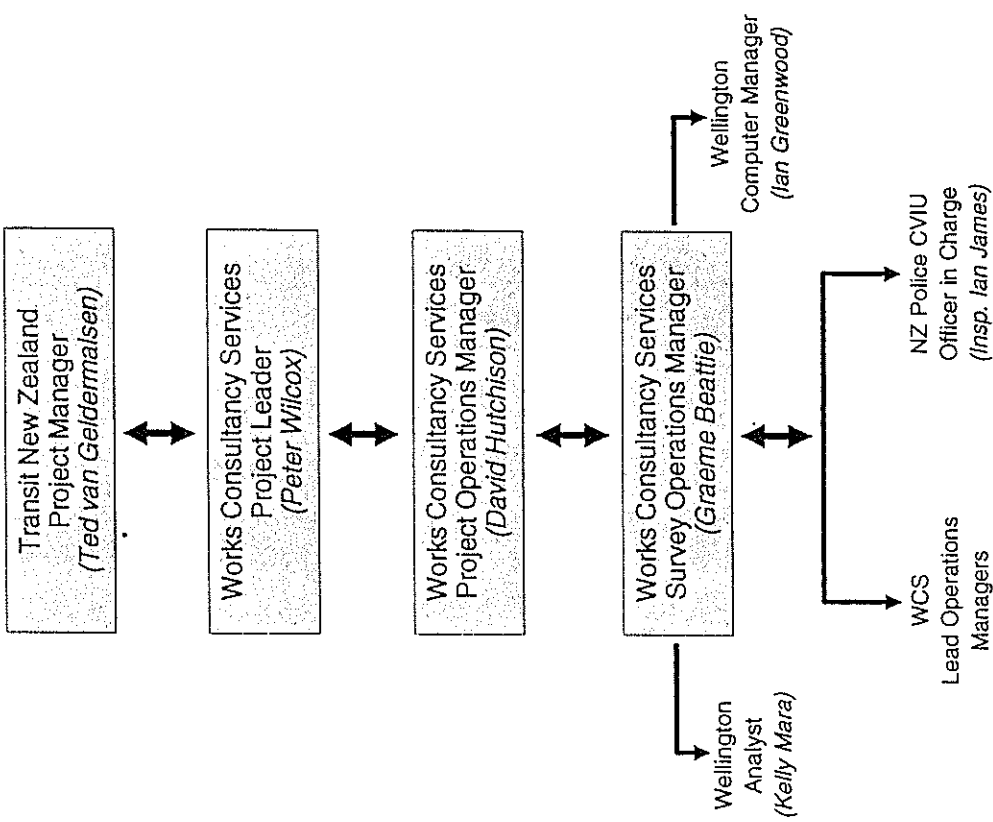 Transit New Zealand
Project Manager
(Ted van Geldermalsen)
Works Consultancy Services
Project Leader
(Peter Wilcox)
Works Consultancy Services
Project Operations Manager
(David Hutchison)
Works Consultancy Services
Survey Operations Manager
(Graeme Beattie)
Wellington
Analyst
(Kelly Mara)
Wellington
Computer Manager
(Ian Greenwood)
WCS
Lead Operations
Managers
NZ Police CVIU
Officer in Charge
(Insp. Ian James)